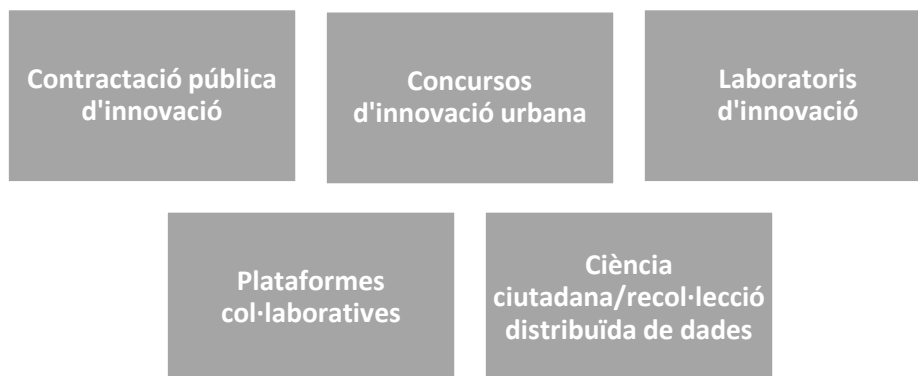 Contractació pública
d'innovació
Concursos
d'innovació urbana
Laboratoris
d'innovació
Plataformes
col·laboratives
Ciència
ciutadana/recol·lecció
distribuïda de dades